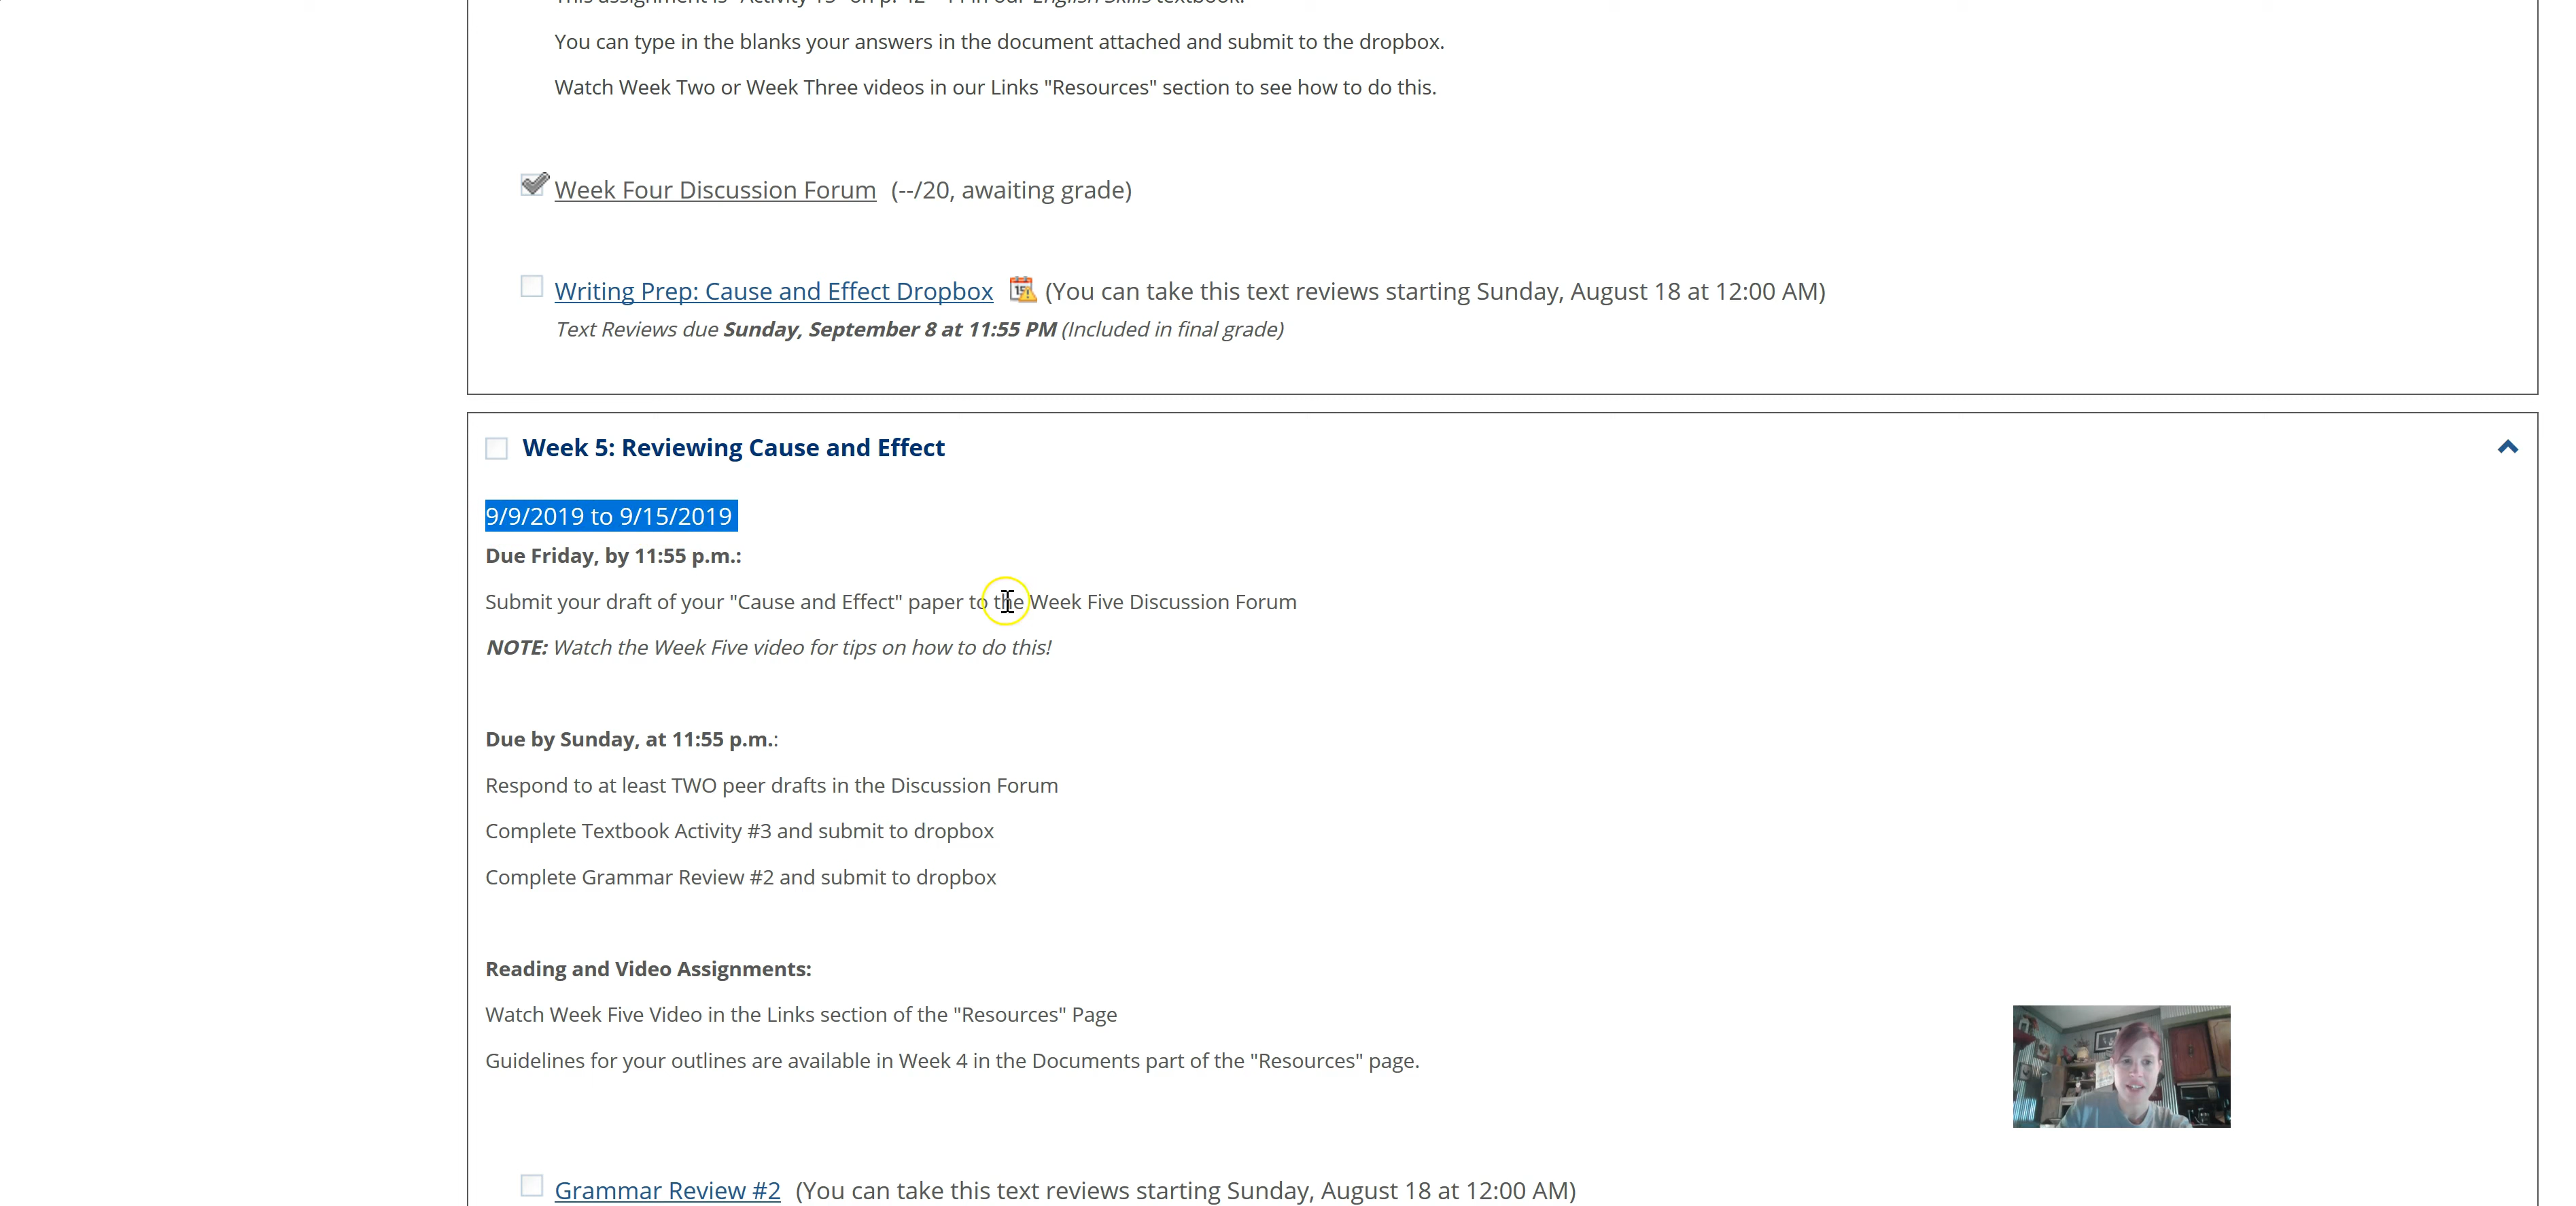 You can type in the blanks your answers in the document attached and submit to the dropbox.
Watch Week Two or Week Three videos in our Links "Resources" section to see how to do this.
Week Four Discussion Forum (--/20, awaiting grade)
Writing Prep: Cause and Effect Dropbox (You can take this text reviews starting Sunday, August 18 at 12:00 AM)
Text Reviews due Sunday, September 8 at 11:55 PM (Included in final grade)
Week 5: Reviewing Cause and Effect
9/9/2019 to 9/15/2019
Due Friday, by 11:55 p.m.:
Submit your draft of your "Cause and Effect" paper to the Week Five Discussion Forum
NOTE: Watch the Week Five video for tips on how to do this!
Due by Sunday, at 11:55 p.m.:
Respond to at least TWO peer drafts in the Discussion Forum
Complete Textbook Activity #3 and submit to dropbox
Complete Grammar Review #2 and submit to dropbox
Reading and Video Assignments:
Watch Week Five Video in the Links section of the "Resources" Page
Guidelines for your outlines are available in Week 4 in the Documents part of the "Resources" page.
Grammar Review #2 (You can take this text reviews starting Sunday, August 18 at 12:00 AM)